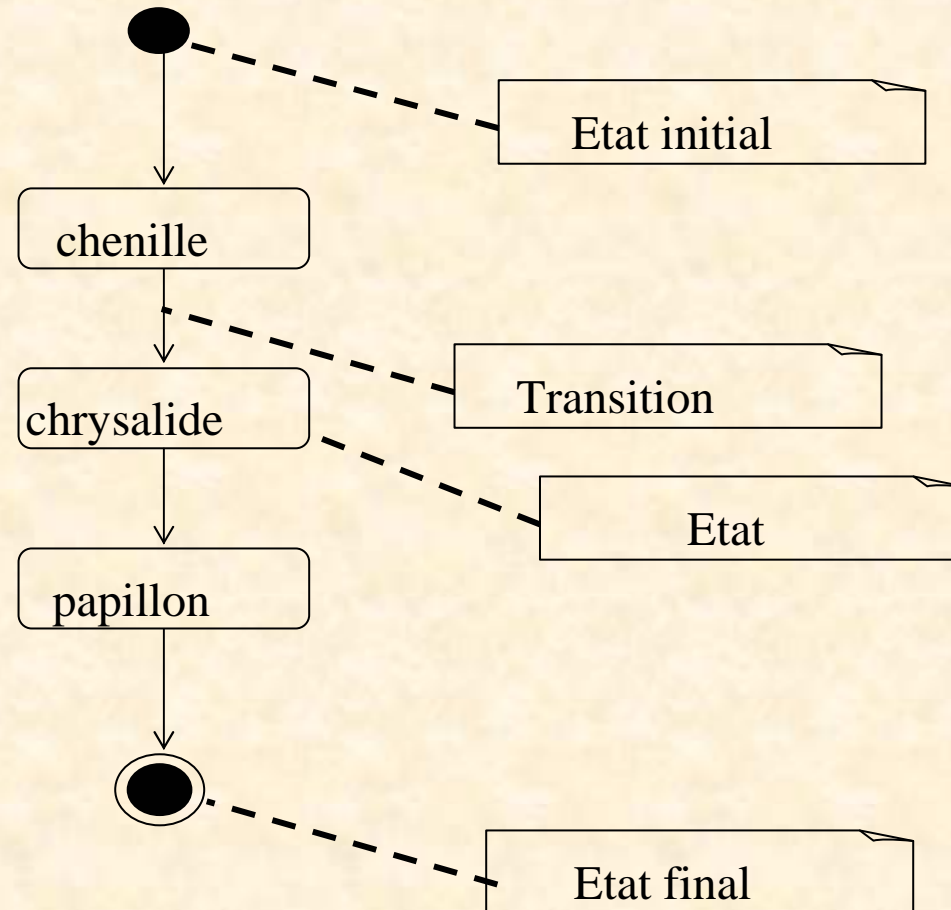 Etat initial
chenille
Transition
chrysalide
Etat
papillon
Etat final